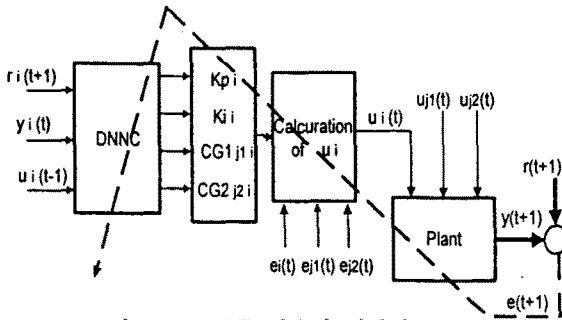 r i (t+1)
y i (t)
u i (t-1)
DNNC
Kp i
Ki i
CG1 j1 i
CG2 j2 i
Calcuration
of u i
ei(t) ej1(t) ej2(t)
u i (t)
uj1(t) uj2(t)
Plant
r(t+1)
y(t+1)
e(t+1)